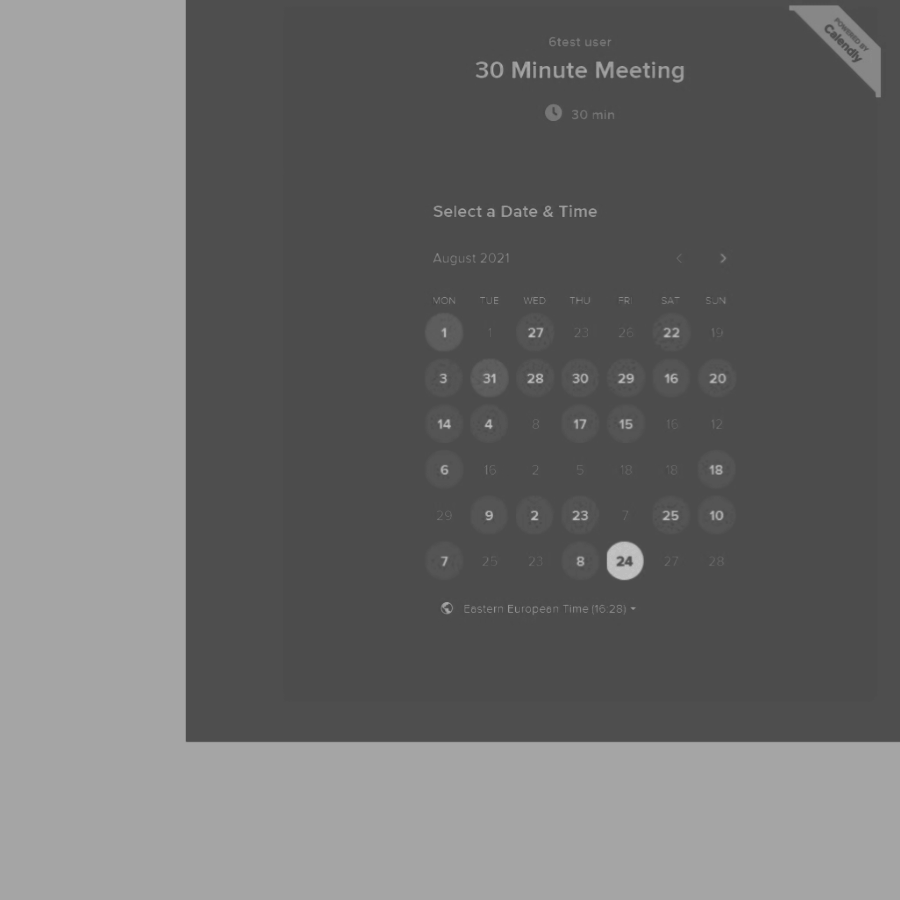 POWERED BY
Calendly
6test user
30 Minute Meeting
30 min
Select a Date & Time
August 2021
MON TUE WED THU FRI SAT SUN
1 1 27 23 26 22 19
3 31 28 30 29 16 20
14 4 8 17 15 16 12
6 16 2 5 18 18 18
29 9 2 23 7 25 10
7 25 23 8 24 27 28
Eastern European Time (16:28)